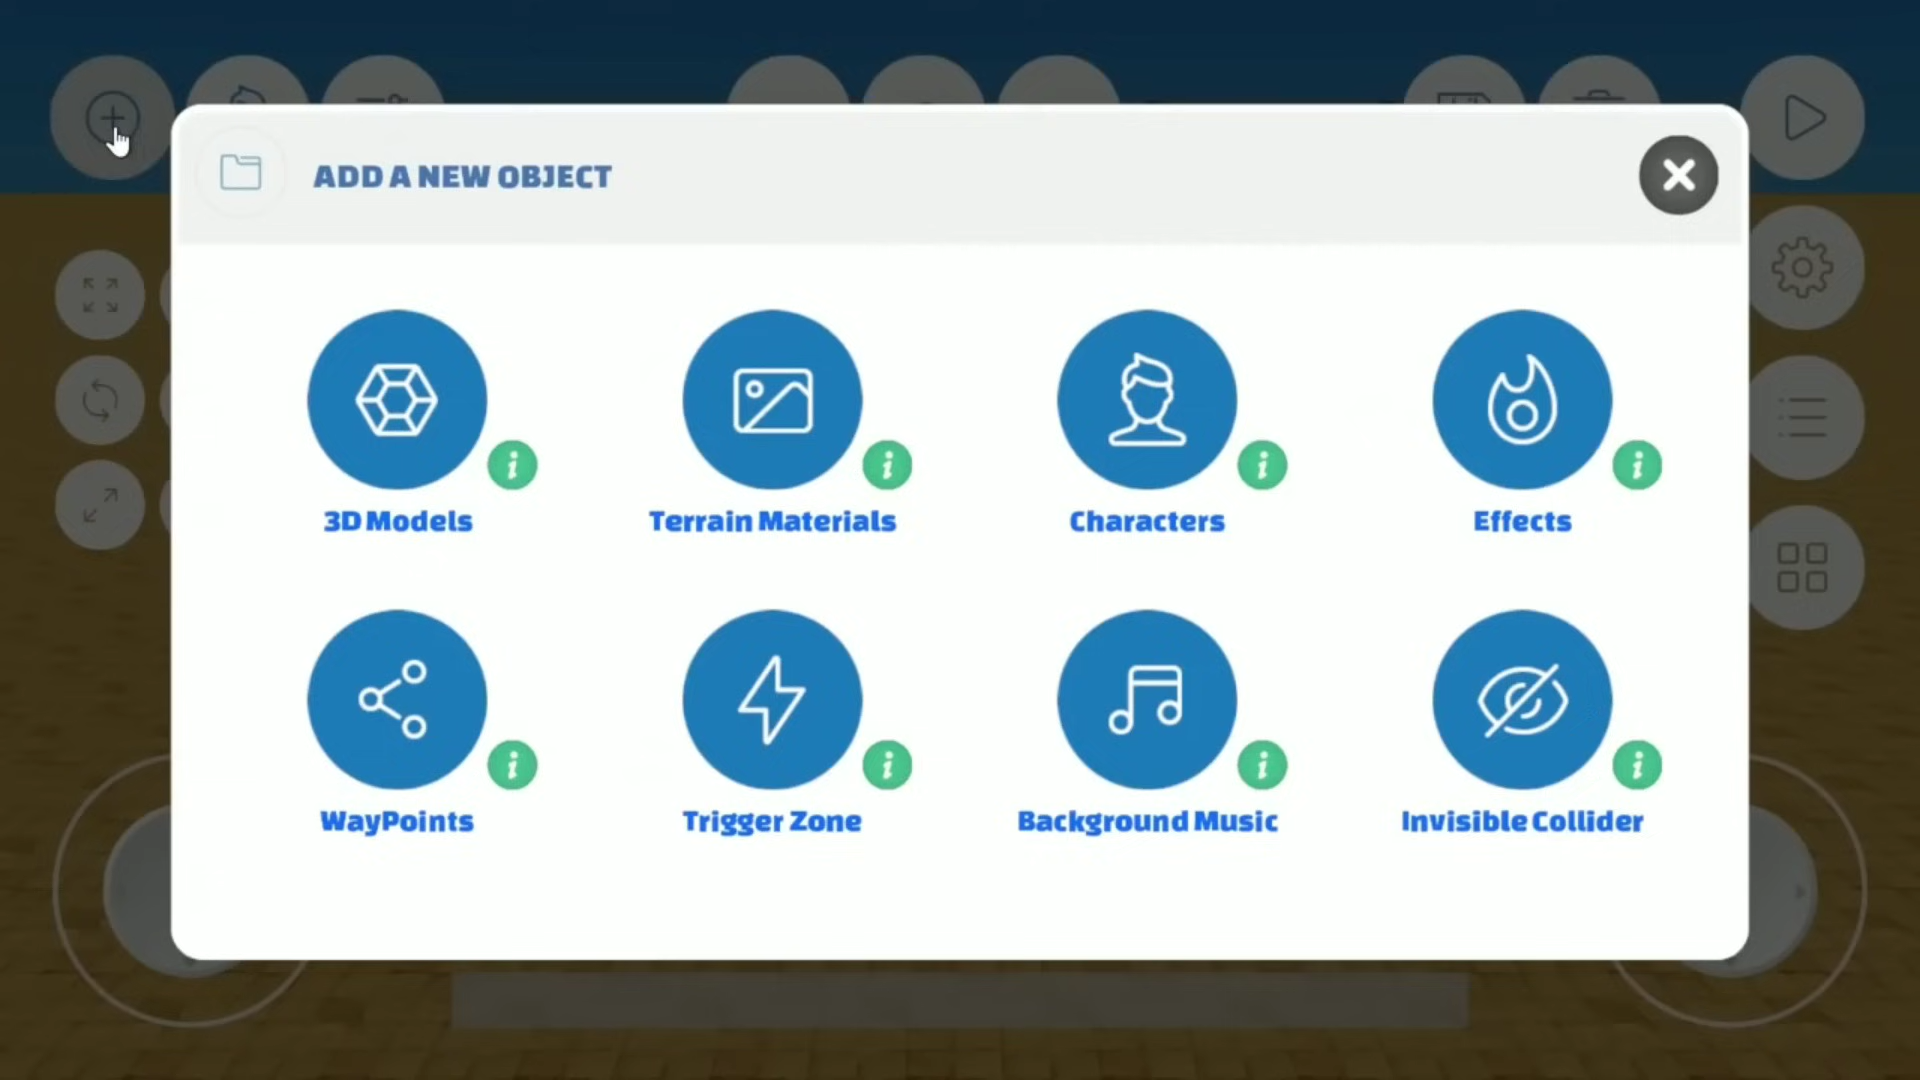 ADD A NEW OBJECT
3D Models
Terrain Materials
Characters
Effects
WayPoints
Trigger Zone
Background Music
Invisible Collider